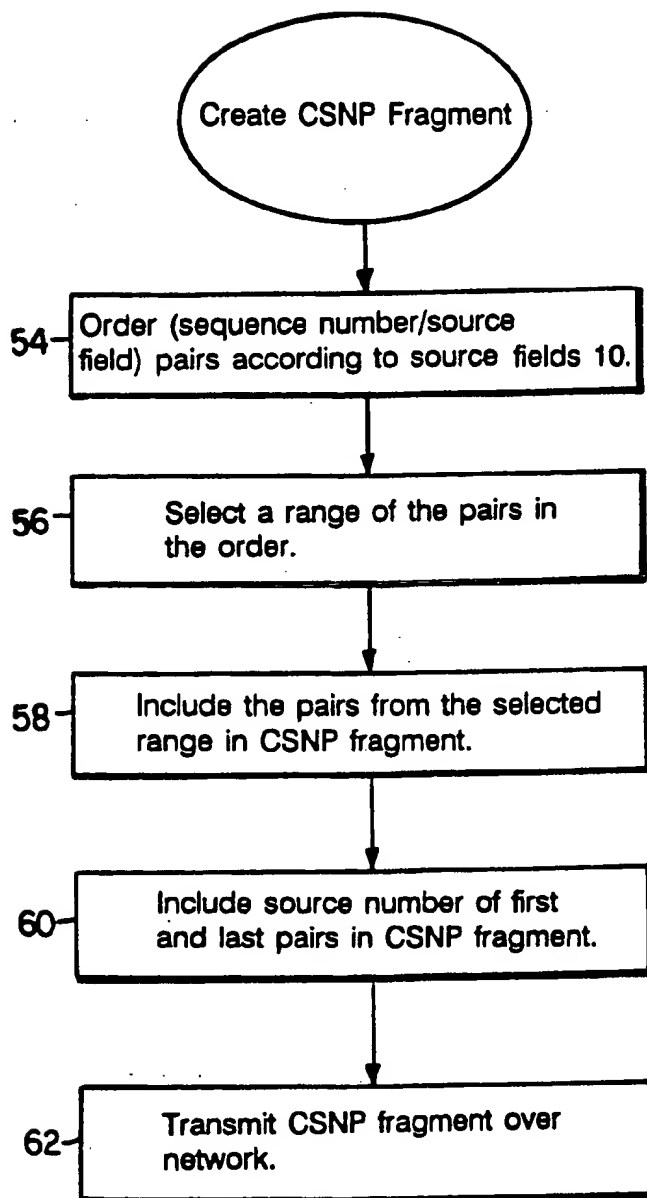 Create CSNP Fragment
54
Order (sequence number/source
field) pairs according to source fields 10.
56
Select a range of the pairs in
the order.
58
Include the pairs from the selected
range in CSNP fragment.
60
Include source number of first
and last pairs in CSNP fragment.
62
Transmit CSNP fragment over
network.